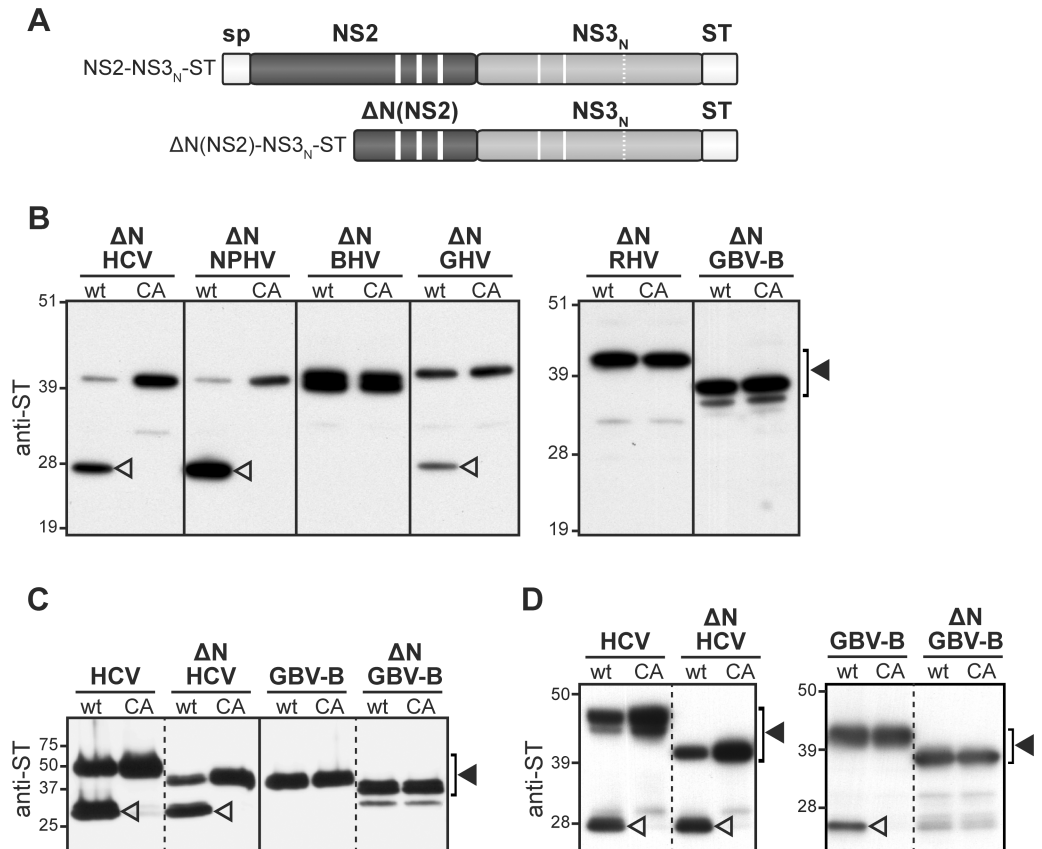 A
sp NS2 NS3N ST
NS2-NS3N-ST
ΔN(NS2) NS3N ST
ΔN(NS2)-NS3N-ST
B
ΔN HCV ΔN NPHV ΔN BHV ΔN GHV ΔN RHV ΔN GBV-B
wt CA wt CA wt CA wt CA wt CA wt CA
51 39 28 19
anti-ST
51 39 28 19
C
HCV ΔN HCV GBV-B ΔN GBV-B
wt CA wt CA wt CA wt CA
75 50 37 25
anti-ST
D
HCV ΔN HCV GBV-B ΔN GBV-B
wt CA wt CA wt CA wt CA
50 39 28
anti-ST
50 39 28